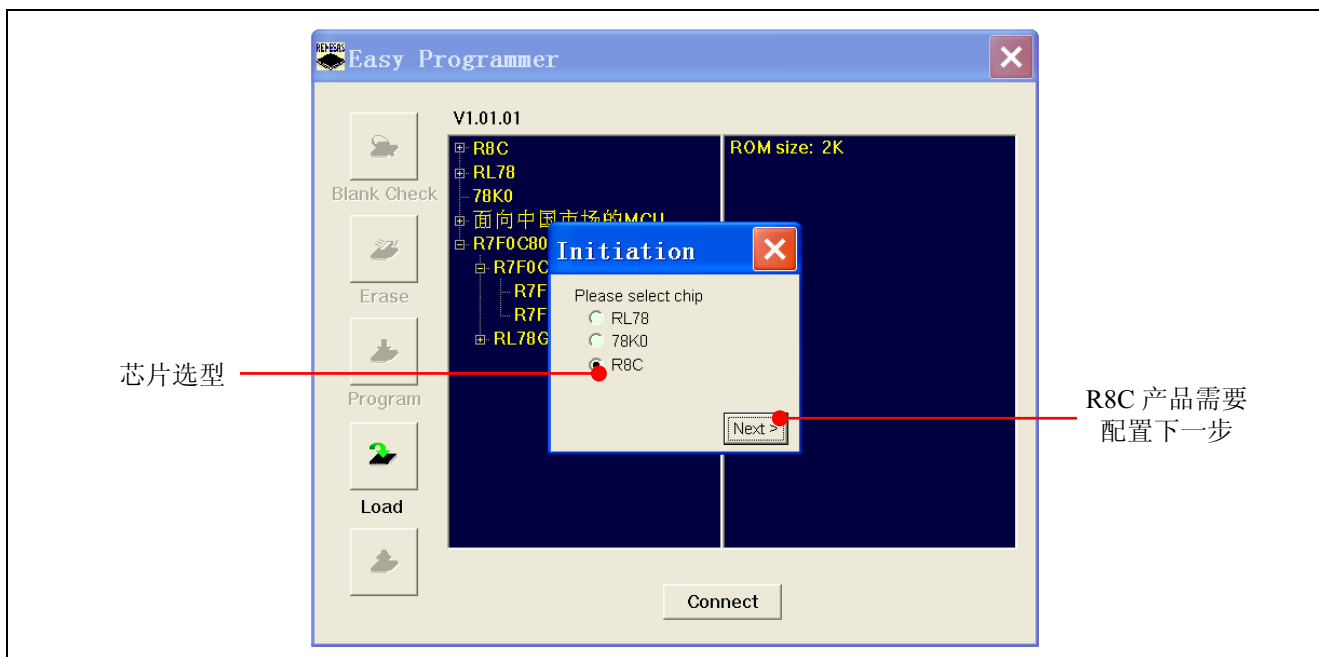 RENESAS
Easy Programmer
V1.01.01
Blank Check
Erase
Program
Load
R8C
RL78
78K0
面向中国市场的MCU
R7F0C80
R7F0C
R7F
R7F
RL78G
ROM size: 2K
Initiation
Please select chip
RL78
78K0
R8C
Next >
Connect
芯片选型
R8C 产品需要
配置下一步